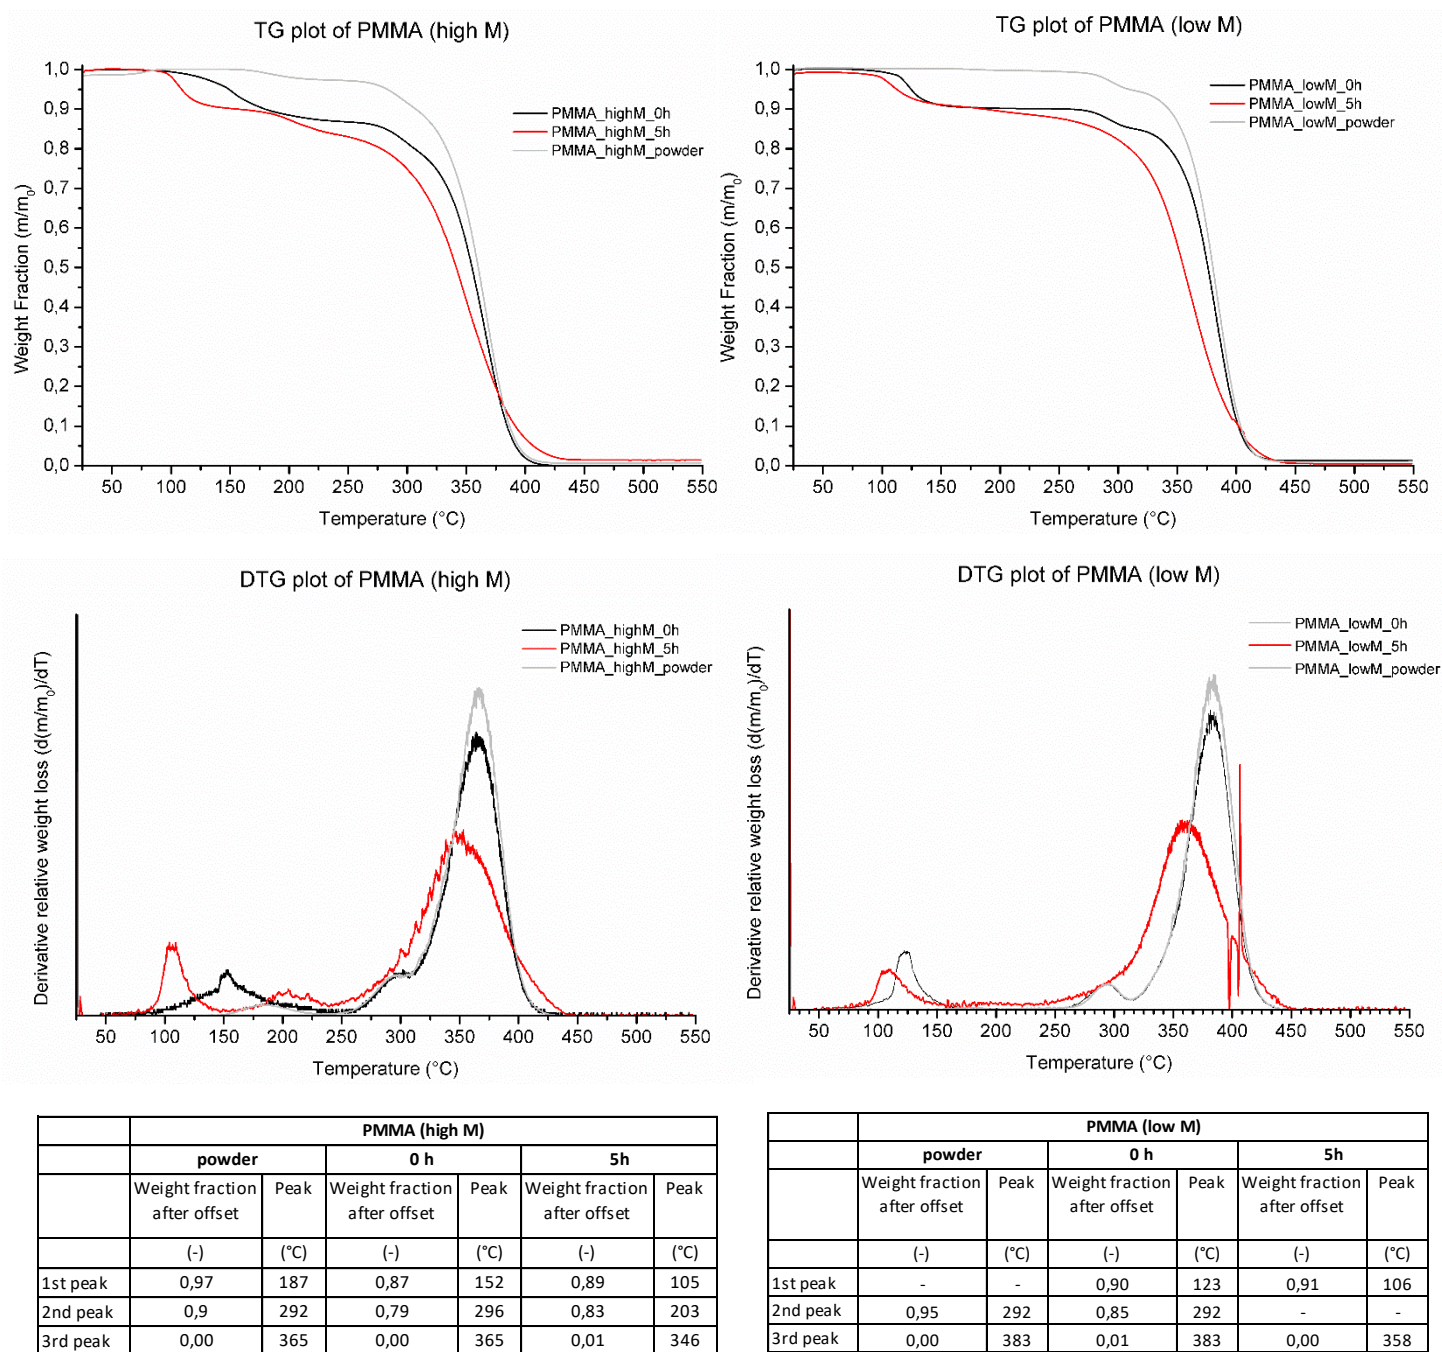 TG plot of PMMA (high M)
1,0
0,9
0,8
0,7
0,6
0,5
0,4
0,3
0,2
0,1
0,0
Weight Fraction (m/m0)
PMMA_highM_0h
PMMA_highM_5h
PMMA_highM_powder
50 100 150 200 250 300 350 400 450 500 550
Temperature (°C)
TG plot of PMMA (low M)
1,0
0,9
0,8
0,7
0,6
0,5
0,4
0,3
0,2
0,1
0,0
Weight Fraction (m/m0)
PMMA_lowM_0h
PMMA_lowM_5h
PMMA_lowM_powder
50 100 150 200 250 300 350 400 450 500 550
Temperature (°C)
DTG plot of PMMA (high M)
Derivative relative weight loss (d(m/m0)/dT)
PMMA_highM_0h
PMMA_highM_5h
PMMA_highM_powder
50 100 150 200 250 300 350 400 450 500 550
Temperature (°C)
DTG plot of PMMA (low M)
Derivative relative weight loss (d(m/m0)/dT)
PMMA_lowM_0h
PMMA_lowM_5h
PMMA_lowM_powder
50 100 150 200 250 300 350 400 450 500 550
Temperature (°C)
PMMA (high M)
powder 0 h 5h
Weight fraction Peak Weight fraction Peak Weight fraction Peak
after offset after offset after offset
(-) (°C) (-) (°C) (-) (°C)
1st peak 0,97 187 0,87 152 0,89 105
2nd peak 0,9 292 0,79 296 0,83 203
3rd peak 0,00 365 0,00 365 0,01 346
PMMA (low M)
powder 0 h 5h
Weight fraction Peak Weight fraction Peak Weight fraction Peak
after offset after offset after offset
(-) (°C) (-) (°C) (-) (°C)
1st peak - - 0,90 123 0,91 106
2nd peak 0,95 292 0,85 292 - -
3rd peak 0,00 383 0,01 383 0,00 358